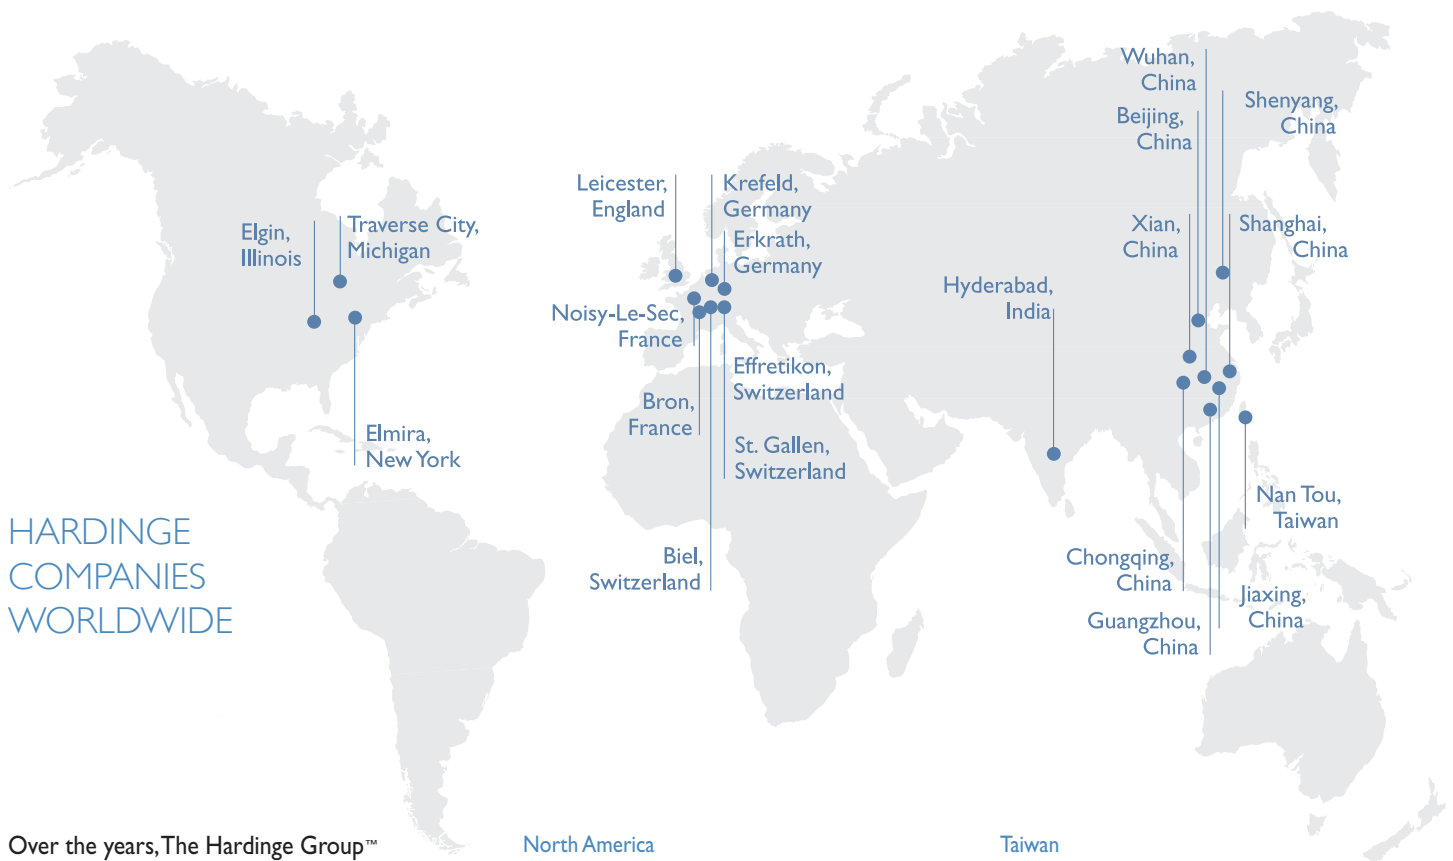 Wuhan,
China
Shenyang,
China
Beijing,
China
Leicester,
England
Krefeld,
Germany
Elgin,
Illinois
Traverse City,
Michigan
Erkrath,
Germany
Xian,
China
Shanghai,
China
Hyderabad,
India
Noisy-Le-Sec,
France
Effretikon,
Switzerland
Bron,
France
Elmira,
New York
St. Gallen,
Switzerland
Nan Tou,
Taiwan
HARDINGE
COMPANIES
WORLDWIDE
Biel,
Switzerland
Chongqing,
China
Jiaxing,
China
Guangzhou,
China
Over the years, The Hardinge Group™
North America
Taiwan